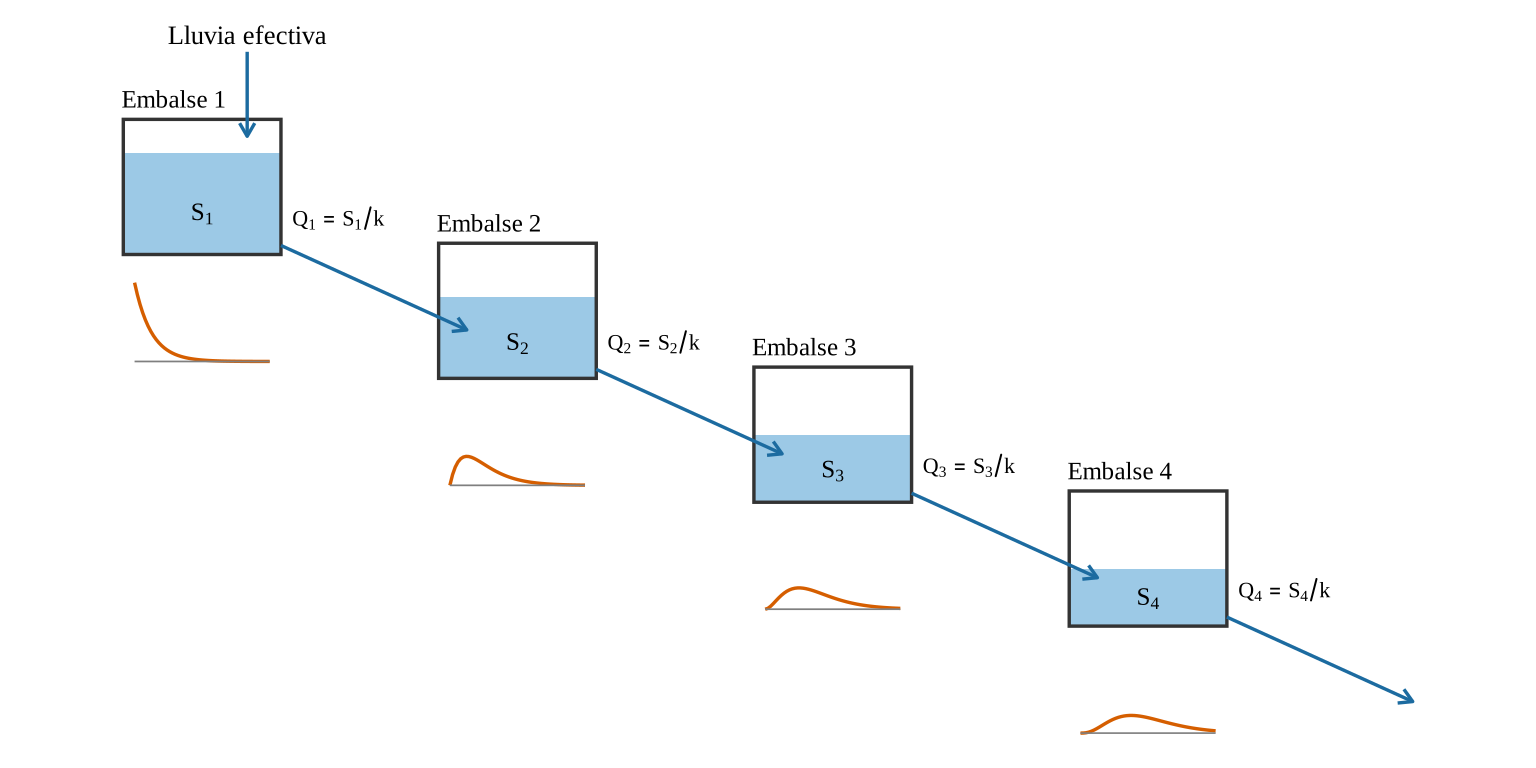 Lluvia efectiva
Embalse 1
S₁
Q₁ = S₁/k
Embalse 2
S₂
Q₂ = S₂/k
Embalse 3
S₃
Q₃ = S₃/k
Embalse 4
S₄
Q₄ = S₄/k